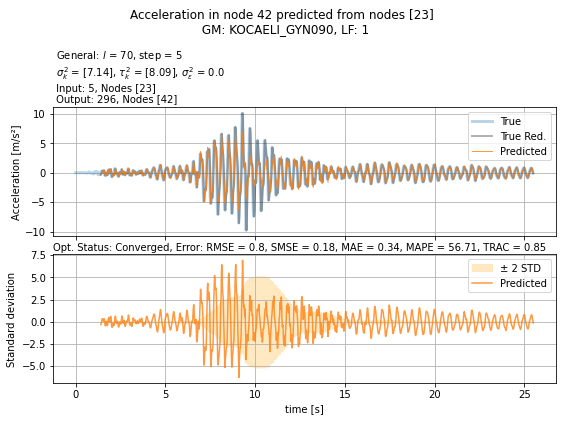 Acceleration in node 42 predicted from nodes [23]
GM: KOCAELI_GYN090, LF: 1
General: l = 70, step = 5
σ²ₖ = [7.14], τ²ₖ = [8.09], σ²ε = 0.0
Input: 5, Nodes [23]
Output: 296, Nodes [42]
10
5
0
−5
−10
Acceleration [m/s²]
True
True Red.
Predicted
Opt. Status: Converged, Error: RMSE = 0.8, SMSE = 0.18, MAE = 0.34, MAPE = 56.71, TRAC = 0.85
7.5
5.0
2.5
0.0
−2.5
−5.0
Standard deviation
± 2 STD
Predicted
0 5 10 15 20 25
time [s]